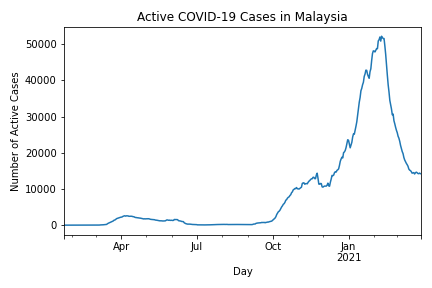 Active COVID-19 Cases in Malaysia
Number of Active Cases
50000
40000
30000
20000
10000
0
Apr
Jul
Oct
Jan
2021
Day